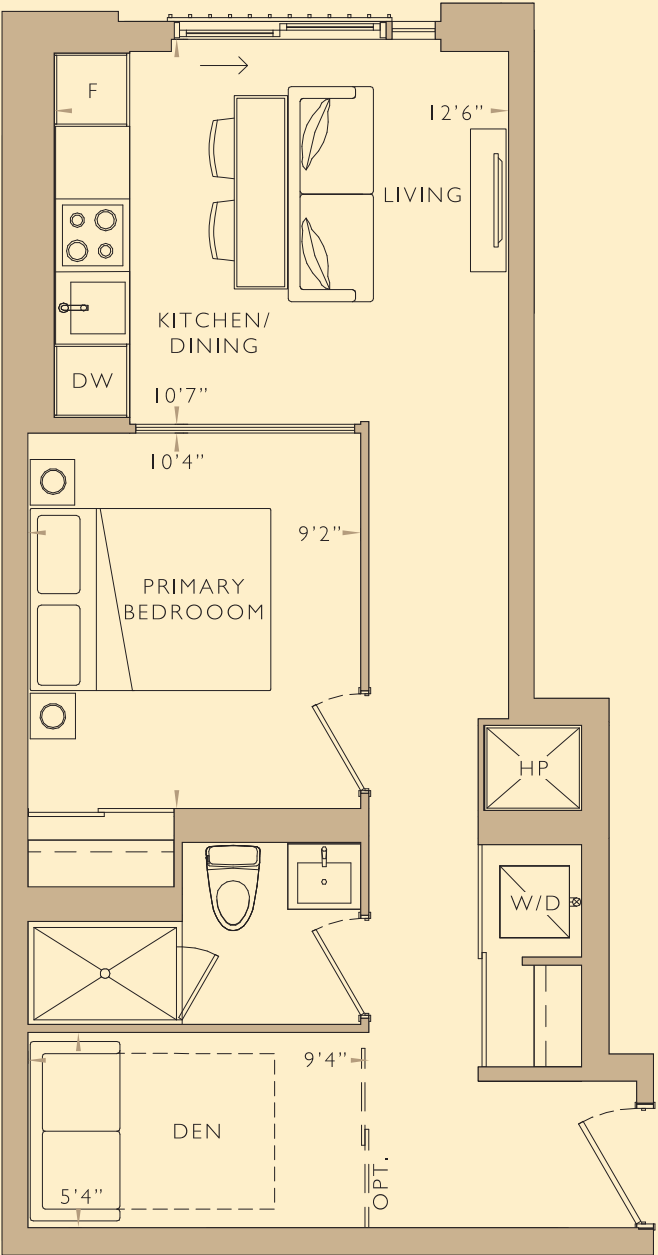 F
12'6”
LIVING
KITCHEN/
DINING
DW
10'7”
10'4”
9'2”
PRIMARY
BEDROOOM
HP
W/D
9'4”
DEN
OPT.
5'4”